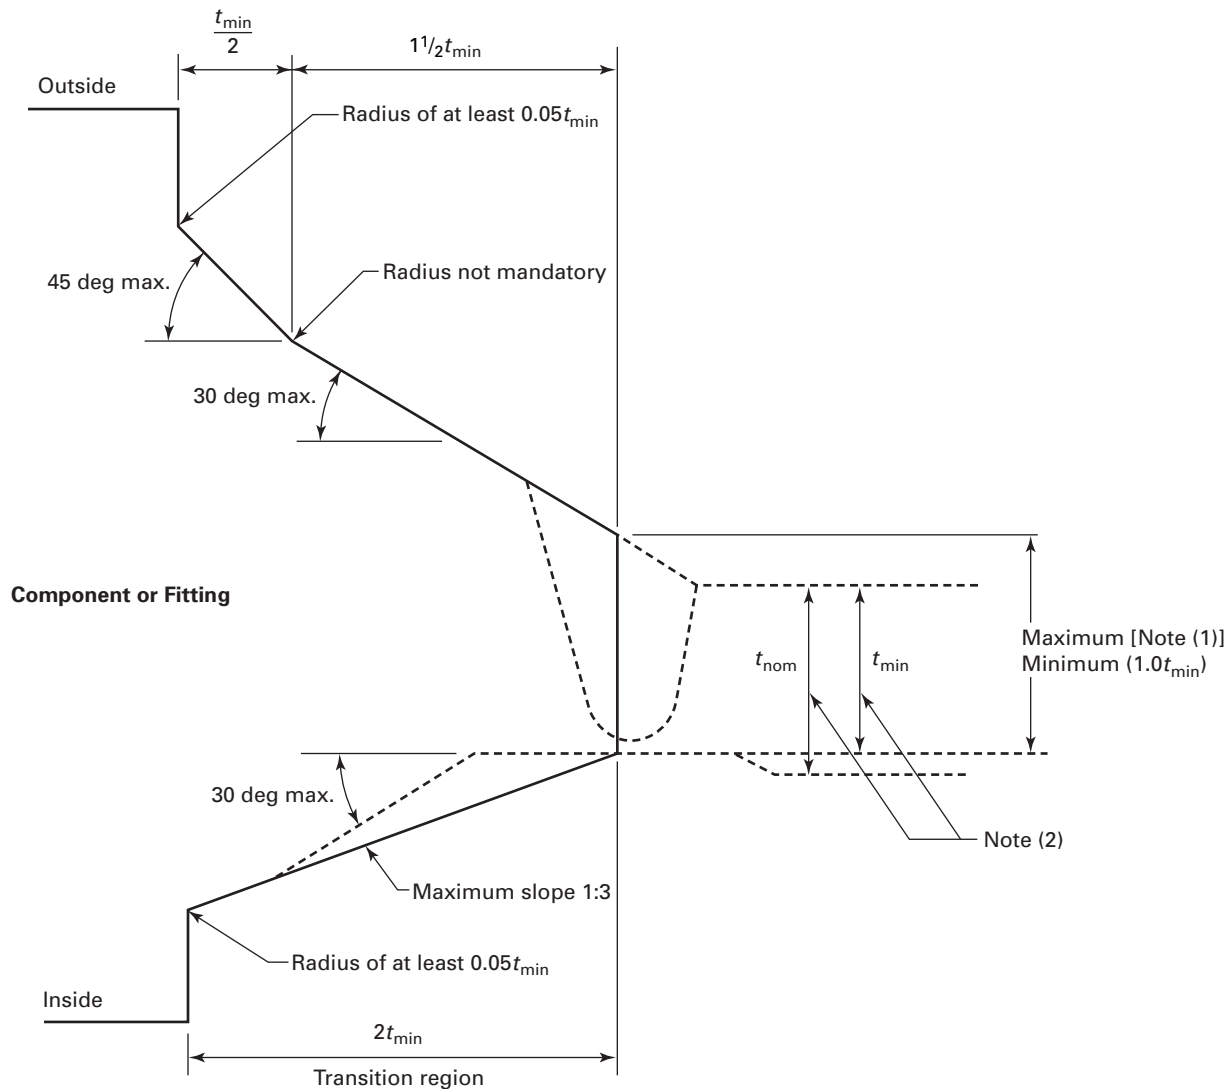 t_min/2
1 1/2 t_min
Outside
Radius of at least 0.05t_min
45 deg max.
Radius not mandatory
30 deg max.
Component or Fitting
t_nom
t_min
Maximum [Note (1)]
Minimum (1.0t_min)
30 deg max.
Note (2)
Maximum slope 1:3
Radius of at least 0.05t_min
Inside
2t_min
Transition region